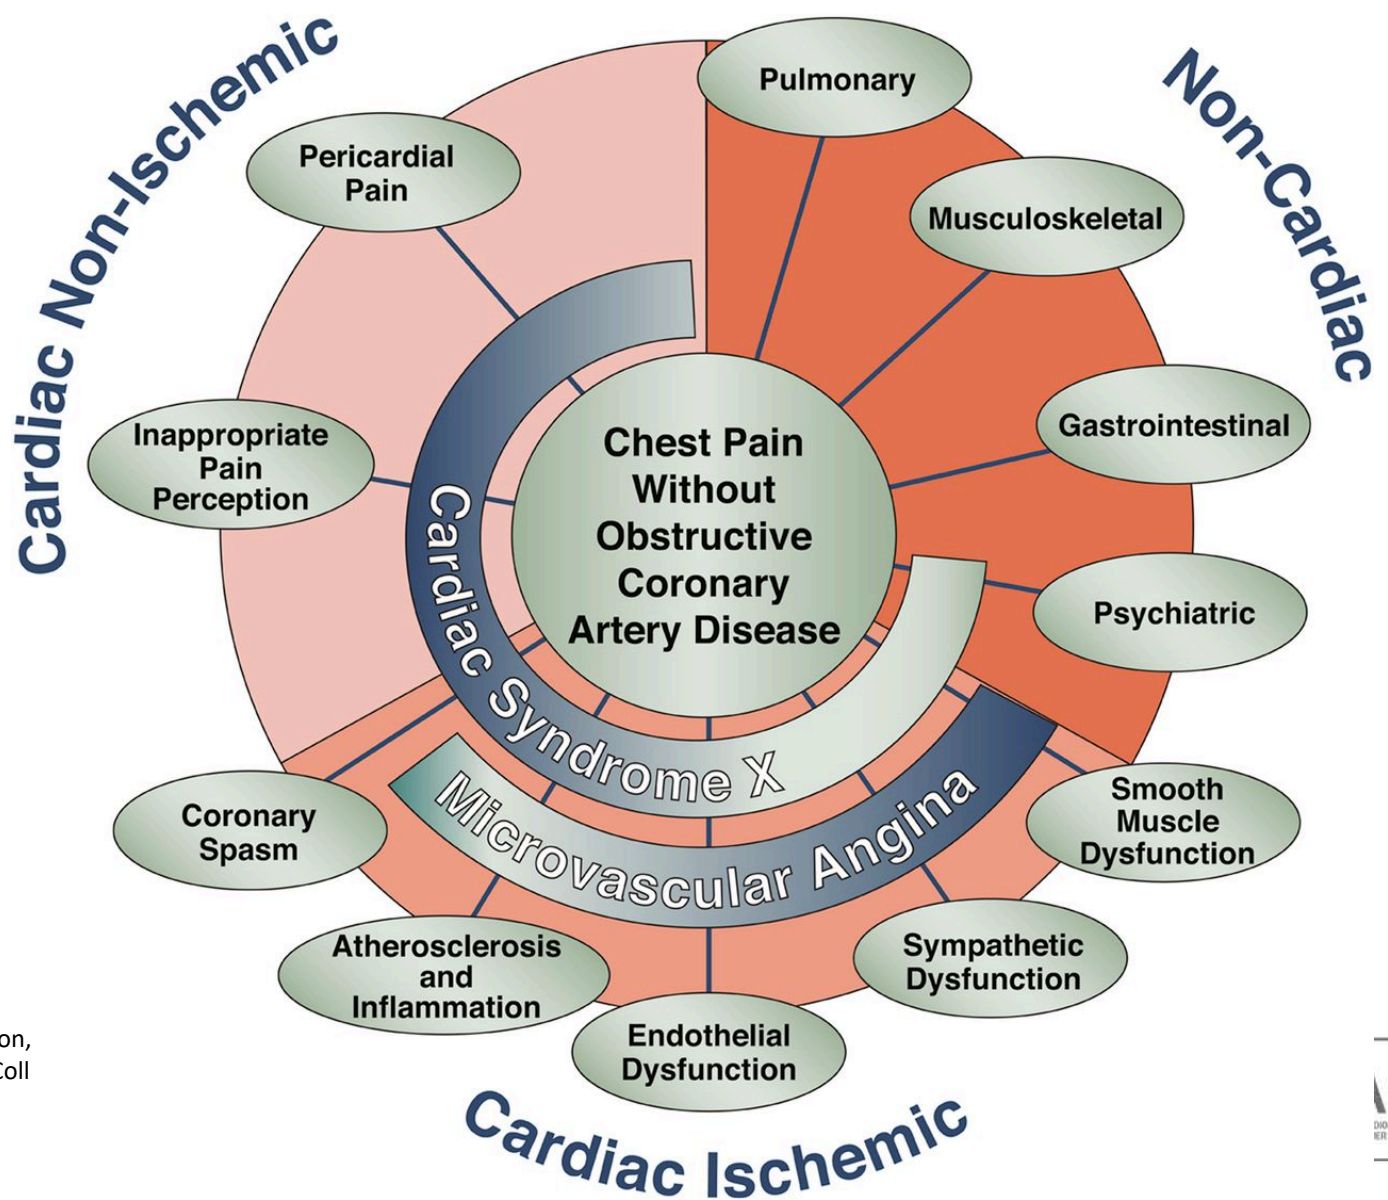 Cardiac Non-Ischemic
Non-Cardiac
Pulmonary
Pericardial
Pain
Musculoskeletal
Inappropriate
Pain
Perception
Gastrointestinal
Chest Pain
Without
Obstructive
Coronary
Artery Disease
Psychiatric
Cardiac Syndrome X
Microvascular Angina
Coronary
Spasm
Smooth
Muscle
Dysfunction
Atherosclerosis
and
Inflammation
Sympathetic
Dysfunction
Endothelial
Dysfunction
Cardiac Ischemic
on,
Coll